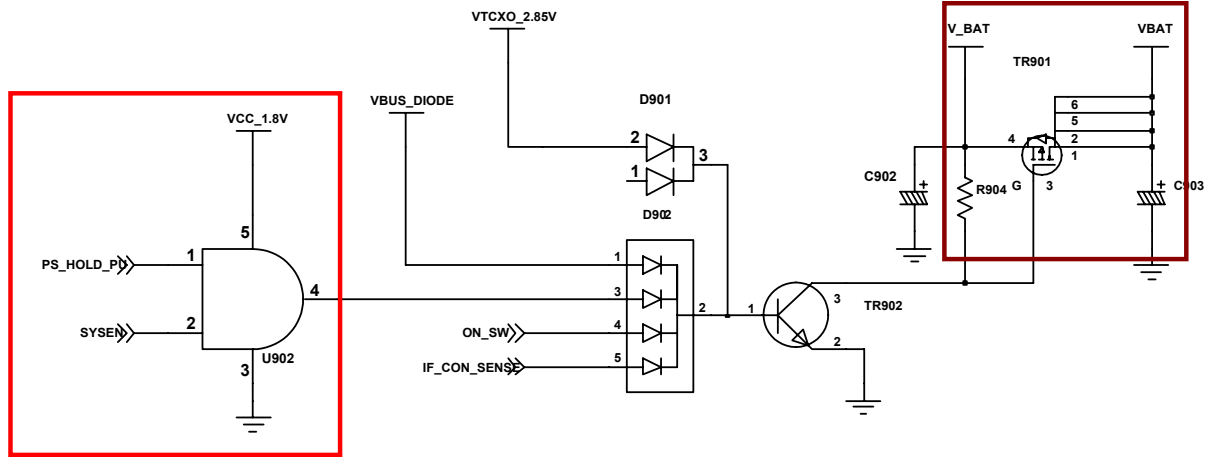 VTCXO_2.85V
V_BAT
VBAT
TR901
D901
VBUS_DIODE
VCC_1.8V
2
3
1
6
5
4
2
1
C902
R904
G
3
C903
D902
5
PS_HOLD_PU
1
4
SYSEN
2
U902
3
1
3
ON_SW
4
2
1
3
TR902
2
IF_CON_SENSE
5